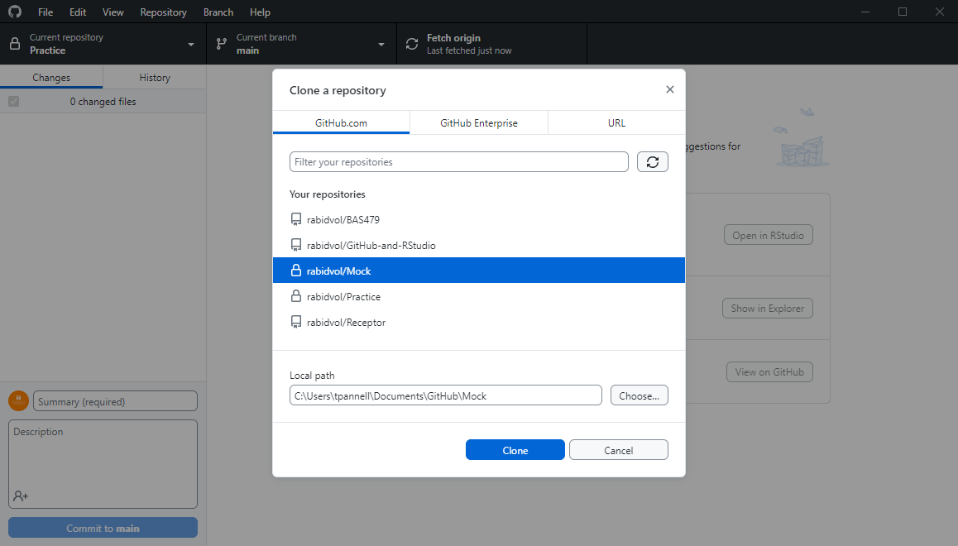 File Edit View Repository Branch Help
Current repository
Practice
Current branch
main
Fetch origin
Last fetched just now
Changes History
0 changed files
Clone a repository
GitHub.com GitHub Enterprise URL
Filter your repositories
Your repositories
rabidvol/BAS479
rabidvol/GitHub-and-RStudio
rabidvol/Mock
rabidvol/Practice
rabidvol/Receptor
Local path
C:\Users\tpannell\Documents\GitHub\Mock
Choose...
Clone Cancel
ggestions for
Open in RStudio
Show in Explorer
View on GitHub
Summary (required)
Description
Commit to main